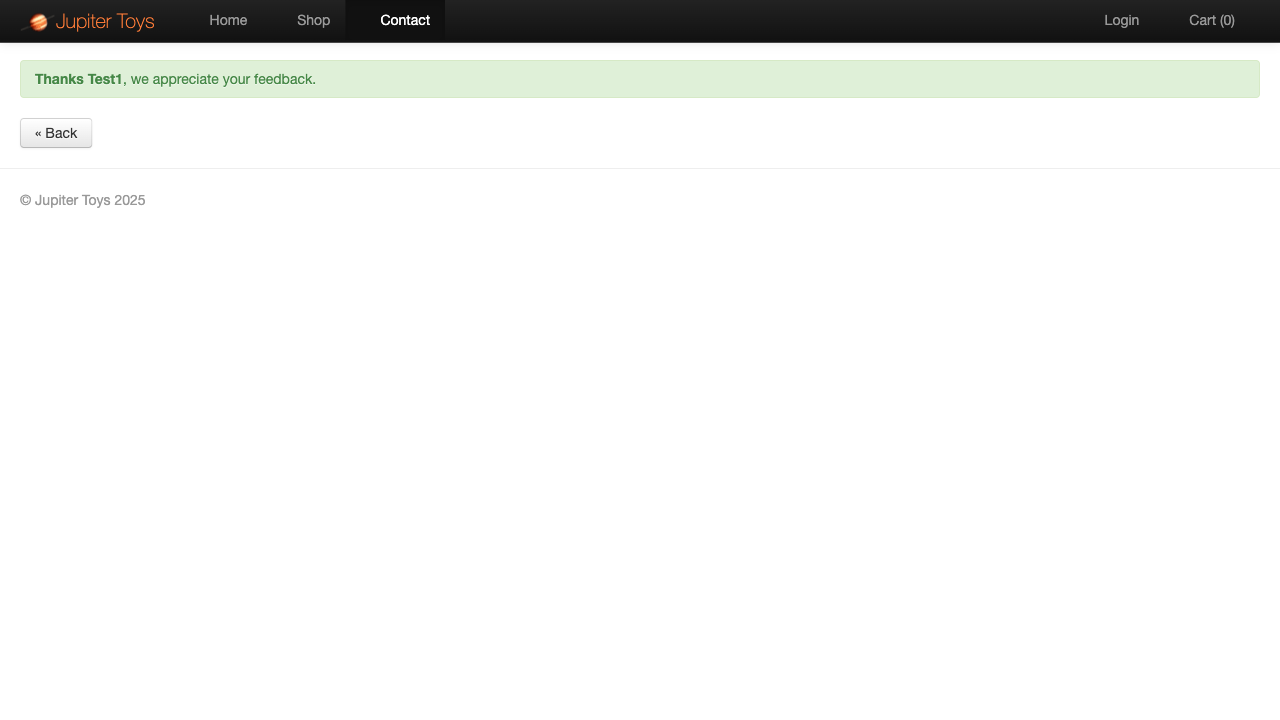 Jupiter Toys Home Shop Contact Login Cart (0)
Thanks Test1, we appreciate your feedback.
« Back
© Jupiter Toys 2025